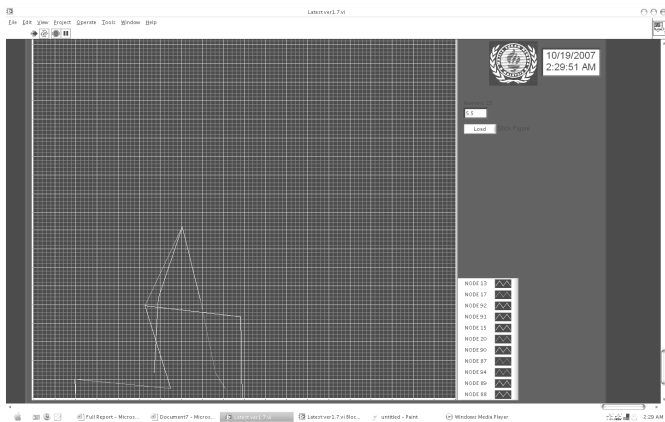 Latest ver1.7.vi
File Edit View Project Operate Tools Window Help
10/19/2007
2:29:51 AM
5.5
Load
NODE 13
NODE 17
NODE 92
NODE 91
NODE 15
NODE 20
NODE 90
NODE 87
NODE 94
NODE 89
NODE 88
Full Report - Micros... Document7 - Micros... Latest ver1.7.vi Latest ver1.7.vi Bloc... untitled - Paint Windows Media Player 2:29 AM